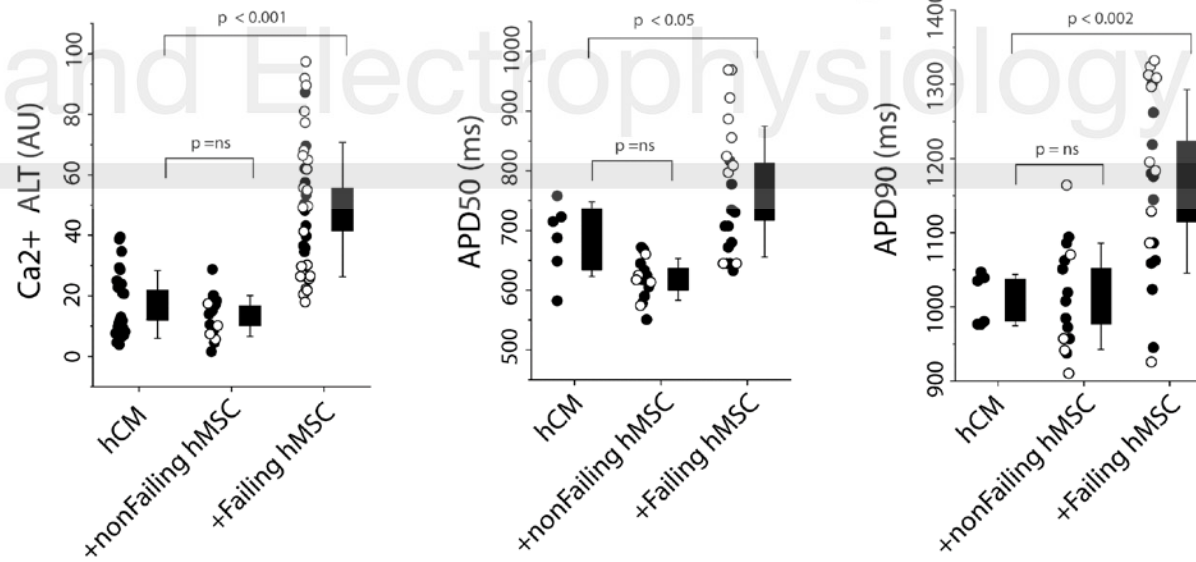 and Electrophysiology
p < 0.001
p =ns
Ca2+ ALT (AU)
100
80
60
40
20
0
hCM
+nonFailing hMSC
+Failing hMSC
p < 0.05
p =ns
APD50 (ms)
1000
900
800
700
600
500
hCM
+nonFailing hMSC
+Failing hMSC
p < 0.002
p = ns
APD90 (ms)
1400
1300
1200
1100
1000
900
hCM
+nonFailing hMSC
+Failing hMSC